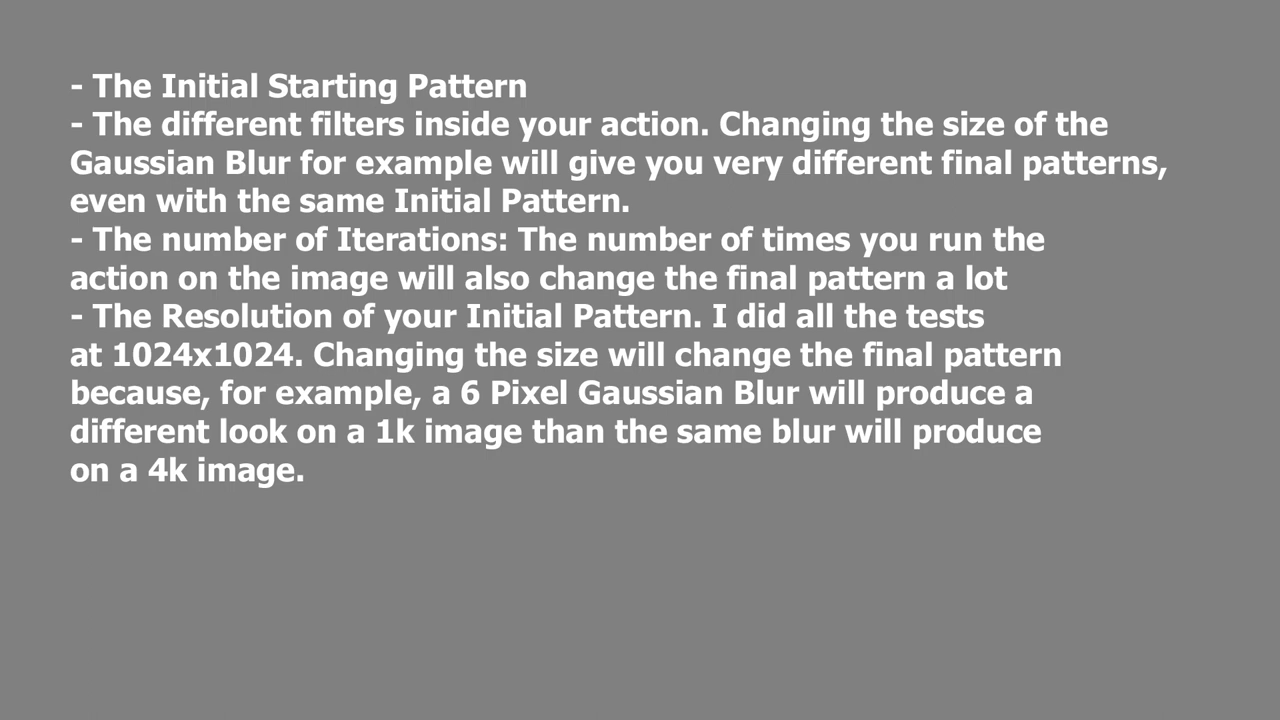 - The Initial Starting Pattern
- The different filters inside your action. Changing the size of the
Gaussian Blur for example will give you very different final patterns,
even with the same Initial Pattern.
- The number of Iterations: The number of times you run the
action on the image will also change the final pattern a lot
- The Resolution of your Initial Pattern. I did all the tests
at 1024x1024. Changing the size will change the final pattern
because, for example, a 6 Pixel Gaussian Blur will produce a
different look on a 1k image than the same blur will produce
on a 4k image.